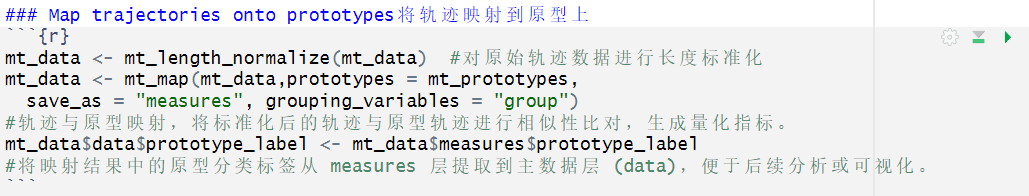 ### Map trajectories onto prototypes将轨迹映射到原型上
```{r}
mt_data <- mt_length_normalize(mt_data)  #对原始轨迹数据进行长度标准化
mt_data <- mt_map(mt_data,prototypes = mt_prototypes,
  save_as = "measures", grouping_variables = "group")
#轨迹与原型映射，将标准化后的轨迹与原型轨迹进行相似性比对，生成量化指标。
mt_data$data$prototype_label <- mt_data$measures$prototype_label
#将映射结果中的原型分类标签从 measures 层提取到主数据层 (data)，便于后续分析或可视化。
```